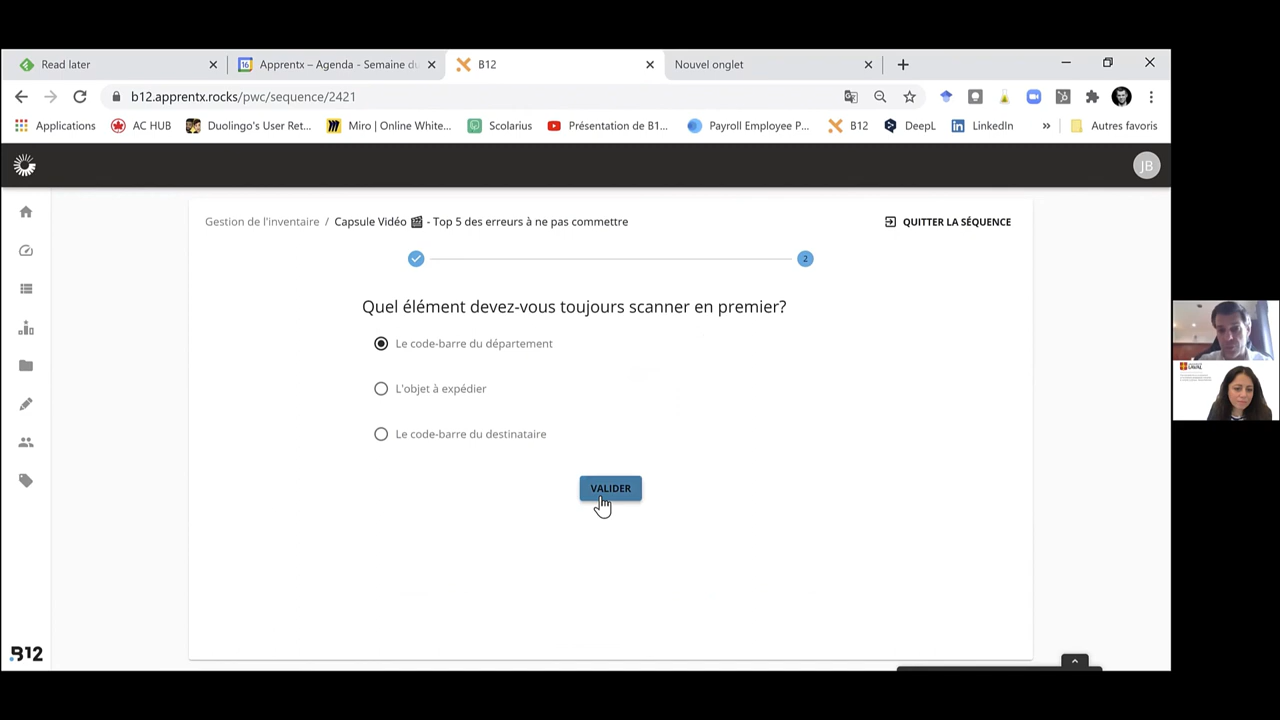 Read later
Apprentx – Agenda - Semaine du
B12
Nouvel onglet
b12.apprentx.rocks/pwc/sequence/2421
Applications
AC HUB
Duolingo's User Ret...
Miro | Online White...
Scolarius
Présentation de B1...
Payroll Employee P...
B12
DeepL
LinkedIn
»
Autres favoris
JB
Gestion de l'inventaire / Capsule Vidéo 🎬 - Top 5 des erreurs à ne pas commettre
QUITTER LA SÉQUENCE
2
Quel élément devez-vous toujours scanner en premier?
Le code-barre du département
L'objet à expédier
Le code-barre du destinataire
VALIDER
B12
LAVAL